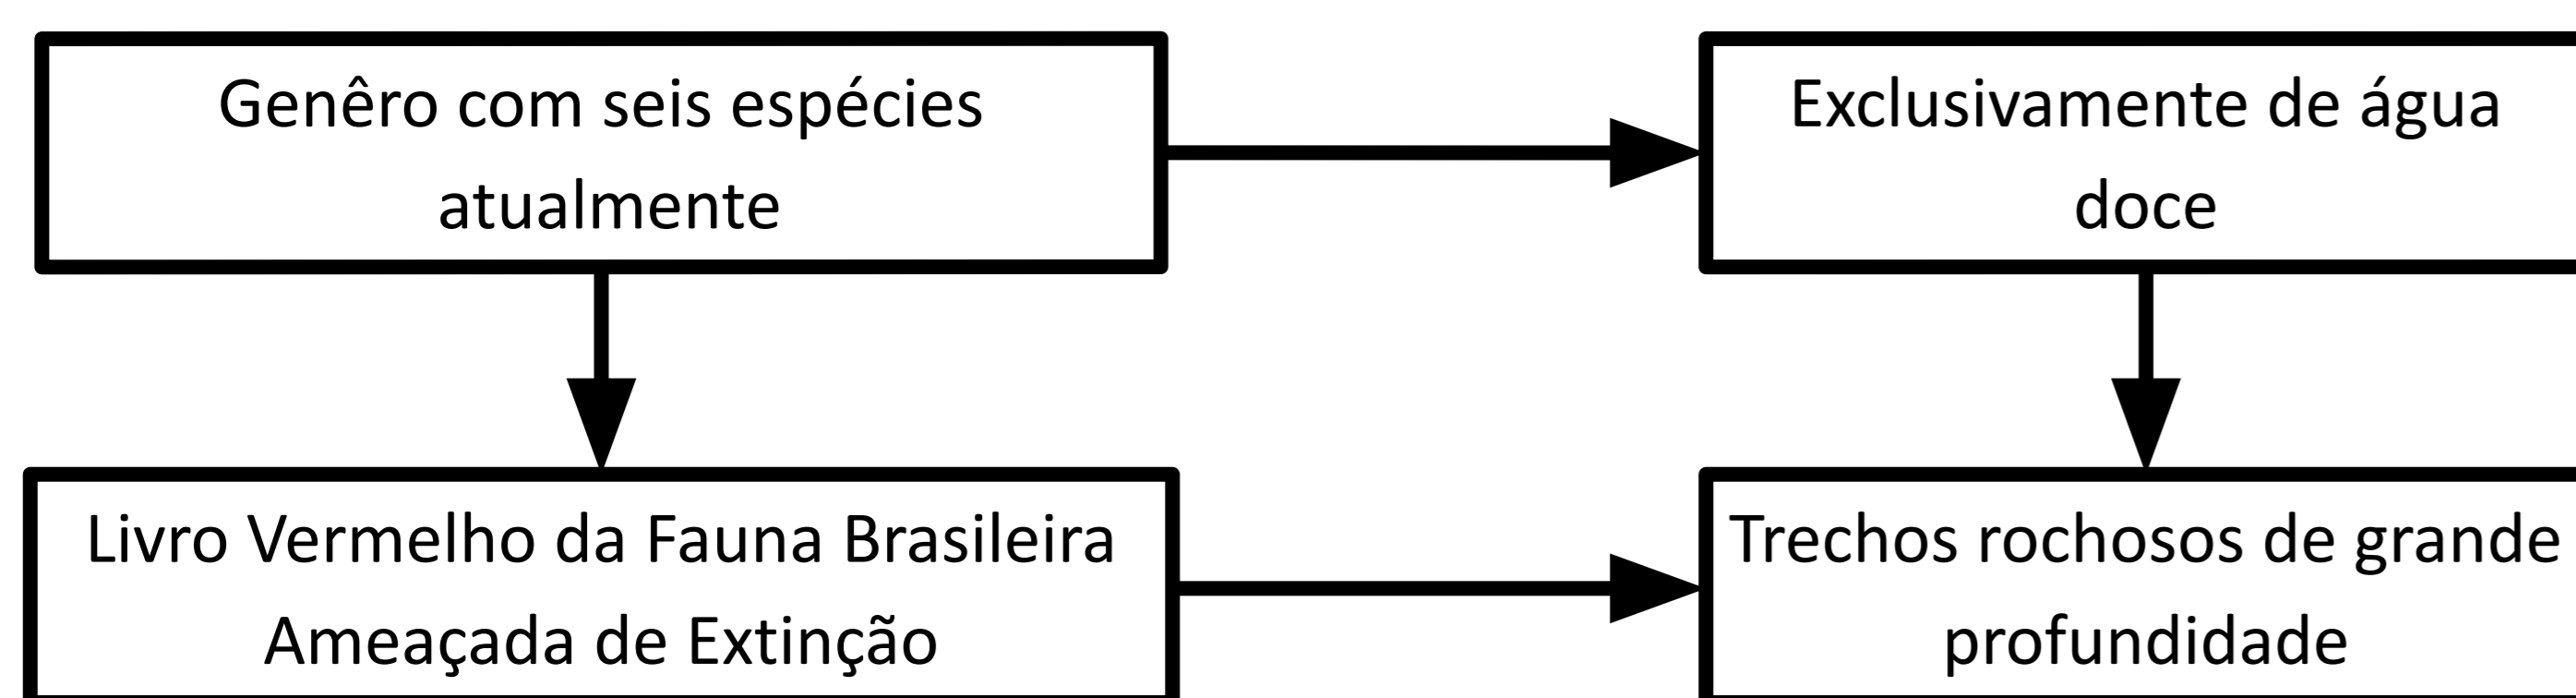 Genêro com seis espécies
atualmente
Exclusivamente de água
doce
Livro Vermelho da Fauna Brasileira
Ameaçada de Extinção
Trechos rochosos de grande
profundidade